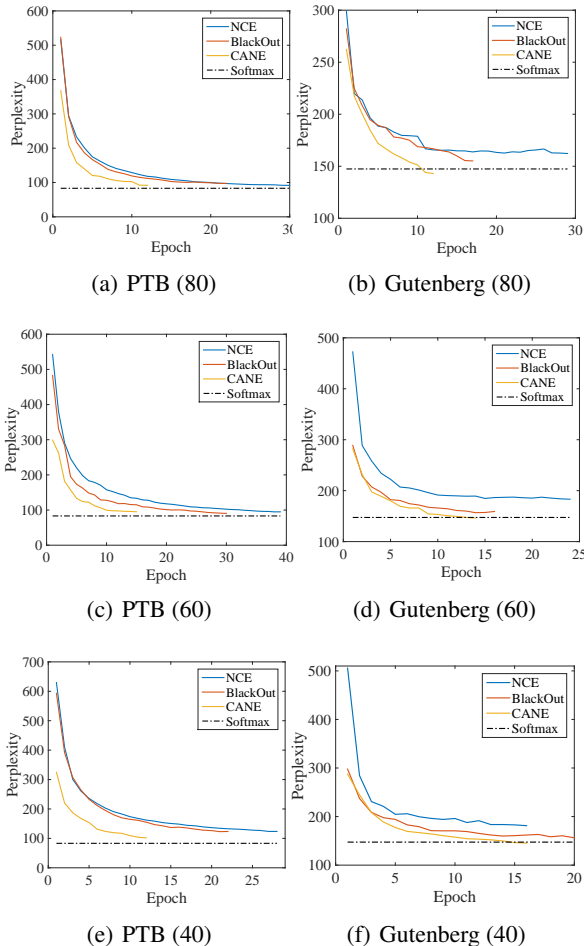 600
500
400
300
200
100
0
Perplexity
0 10 20 30
Epoch
NCE
BlackOut
CANE
Softmax
(a) PTB (80)
300
250
200
150
100
Perplexity
0 10 20 30
Epoch
NCE
BlackOut
CANE
Softmax
(b) Gutenberg (80)
600
500
400
300
200
100
0
Perplexity
0 10 20 30 40
Epoch
NCE
BlackOut
CANE
Softmax
(c) PTB (60)
500
400
300
200
100
Perplexity
0 5 10 15 20 24
Epoch
NCE
BlackOut
CANE
Softmax
(d) Gutenberg (60)
700
600
500
400
300
200
100
0
Perplexity
5 10 15 20 25
Epoch
NCE
BlackOut
CANE
Softmax
(e) PTB (40)
500
400
300
200
100
Perplexity
0 5 10 15 20
Epoch
NCE
BlackOut
CANE
Softmax
(f) Gutenberg (40)